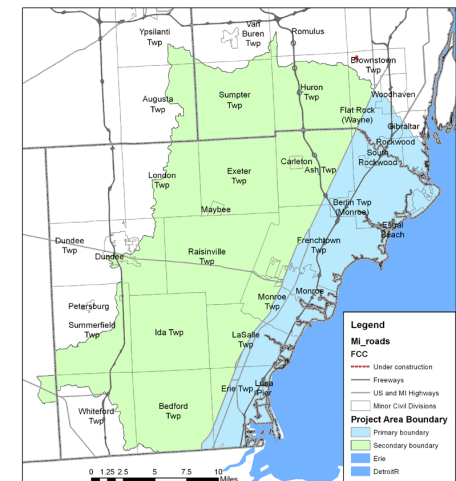 Ypsilanti
Twp
Van
Buren
Twp
Romulus
Brownstown
Twp
Woodhaven
Augusta
Twp
Sumpter
Twp
Huron
Twp
Flat Rock
(Wayne)
Gibraltar
Rockwood
South
Rockwood
Carleton
Ash Twp
London
Twp
Exeter
Twp
Maybee
Berlin Twp
(Monroe)
Estral
Beach
Dundee
Twp
Dundee
Raisinville
Twp
Frenchtown
Twp
Monroe
Monroe
Twp
Petersburg
Summerfield
Twp
Ida Twp
LaSalle
Twp
Erie Twp
Luna
Pier
Whiteford
Twp
Bedford
Twp
0 1.25 2.5 5 7.5 10
Miles
Legend
Mi_roads
FCC
Under construction
Freeways
US and MI Highways
Minor Civil Divisions
Project Area Boundary
Primary boundary
Secondary boundary
Erie
DetroitR